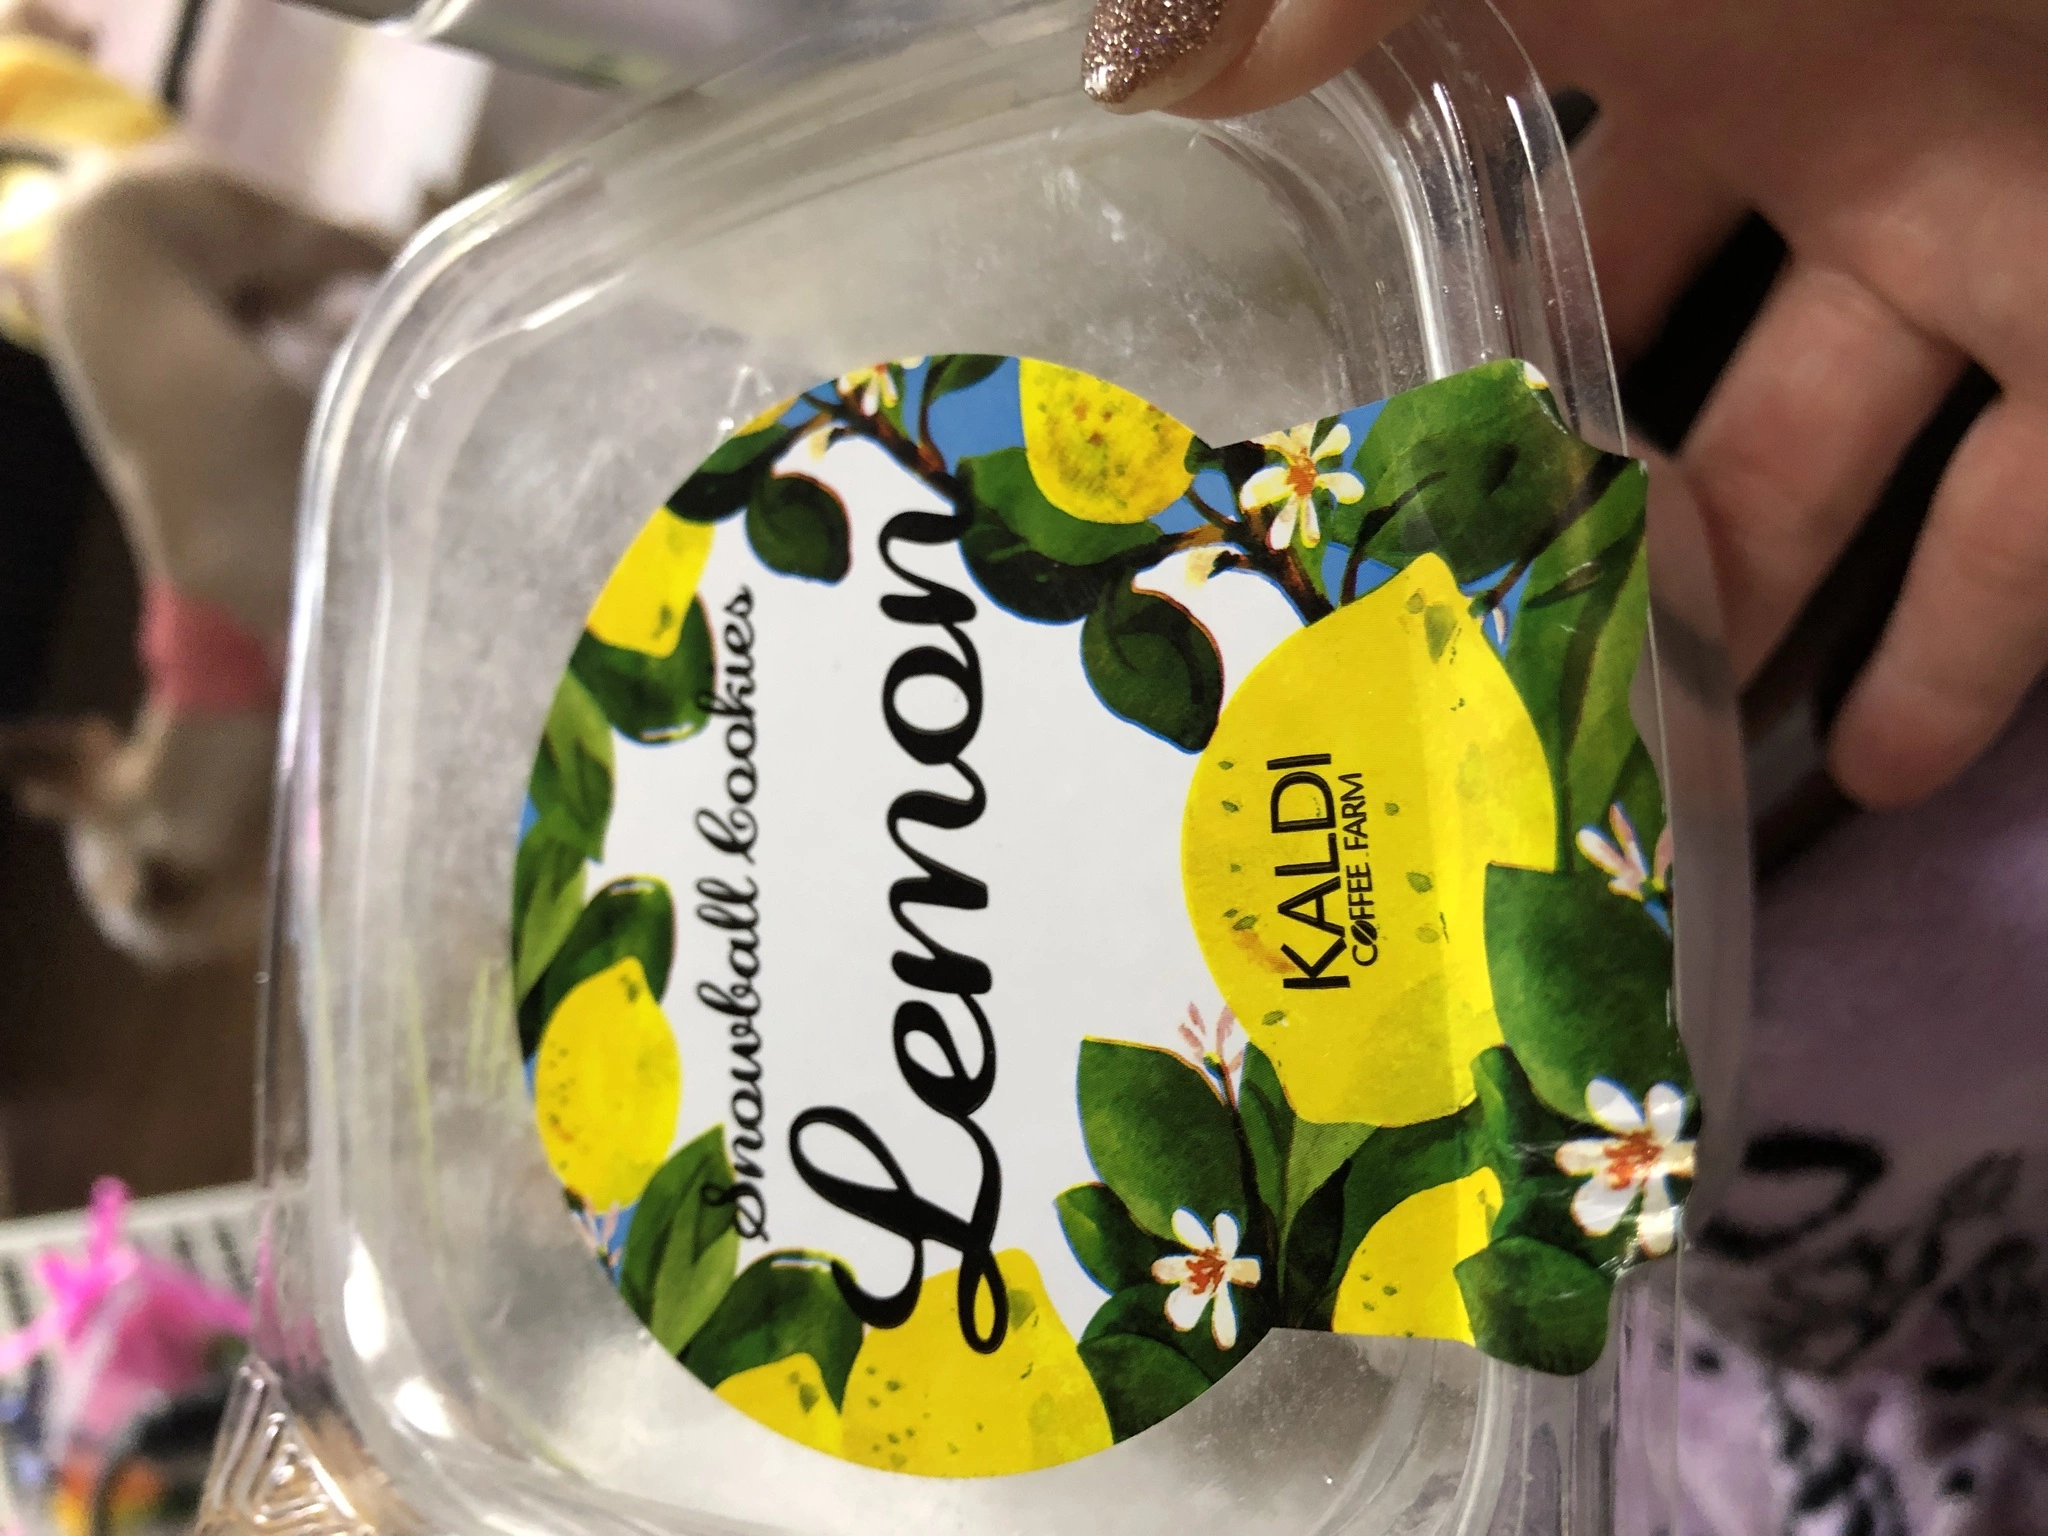 Snowball Cookies
Lemon
KALDI
COFFEE FARM